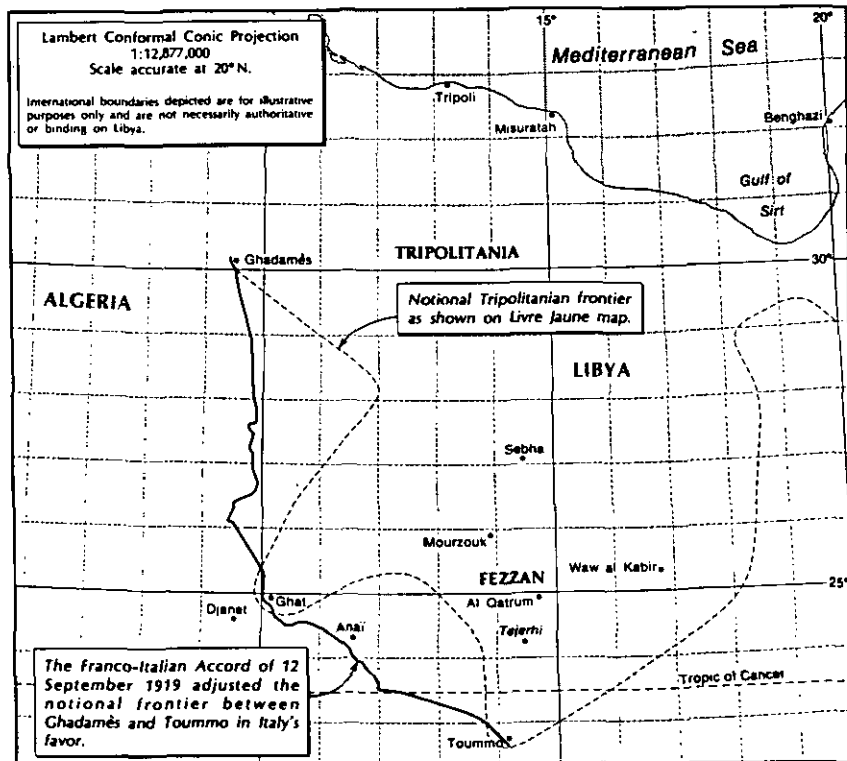 Lambert Conformal Conic Projection
1:12,877,000
Scale accurate at 20° N.
International boundaries depicted are for illustrative
purposes only and are not necessarily authoritative
or binding on Libya.
15°
20°
Mediterranean Sea
Tripoli
Misuratah
Benghazi
Gulf of
Sirt
Ghadamès
TRIPOLITANIA
30°
ALGERIA
Notional Tripolitanian frontier
as shown on Livre Jaune map.
LIBYA
Sebha
Mourzouk
Waw al Kabir
FEZZAN
25°
Al Qatrum
Ghat
Djanet
Anaï
Tejerhi
The Franco-Italian Accord of 12
September 1919 adjusted the
notional frontier between
Ghadamès and Toummo in Italy's
favor.
Tropic of Cancer
Toummo